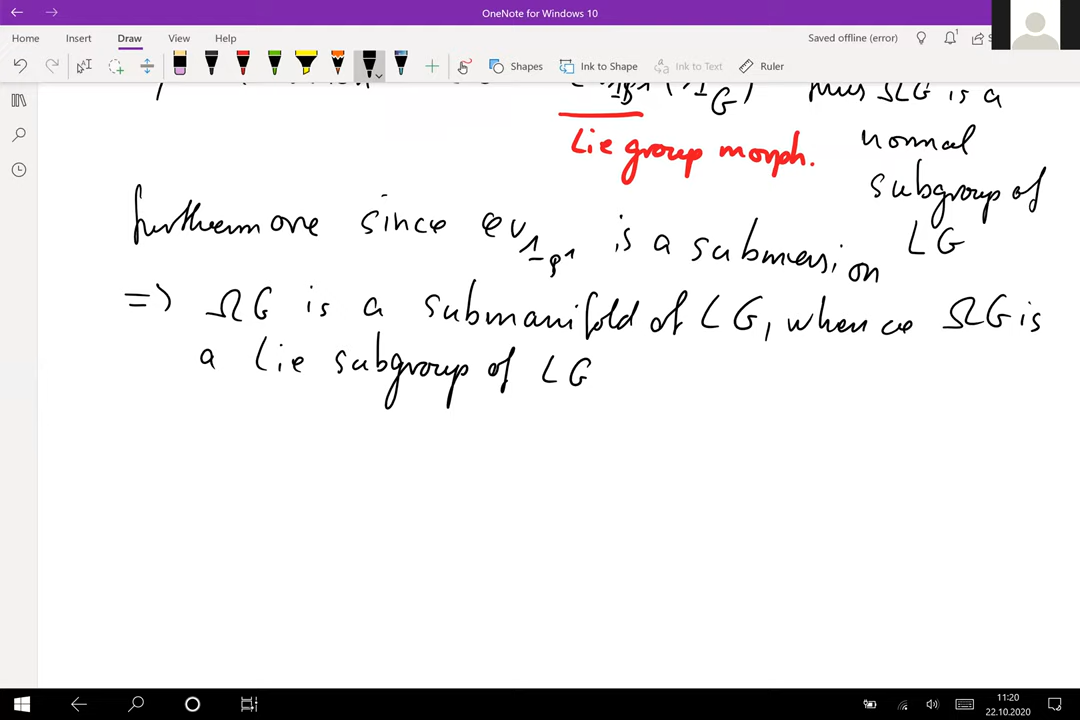 OneNote for Windows 10
Home Insert Draw View Help Saved offline (error)
Shapes Ink to Shape Ink to Text Ruler
(1_G) thus ΩG is a
Lie group morph. normal
subgroup of
LG
furthermore since ev_{1_{S^1}} is a submersion
=> ΩG is a submanifold of LG, whence ΩG is
a Lie subgroup of LG
11:20
22.10.2020